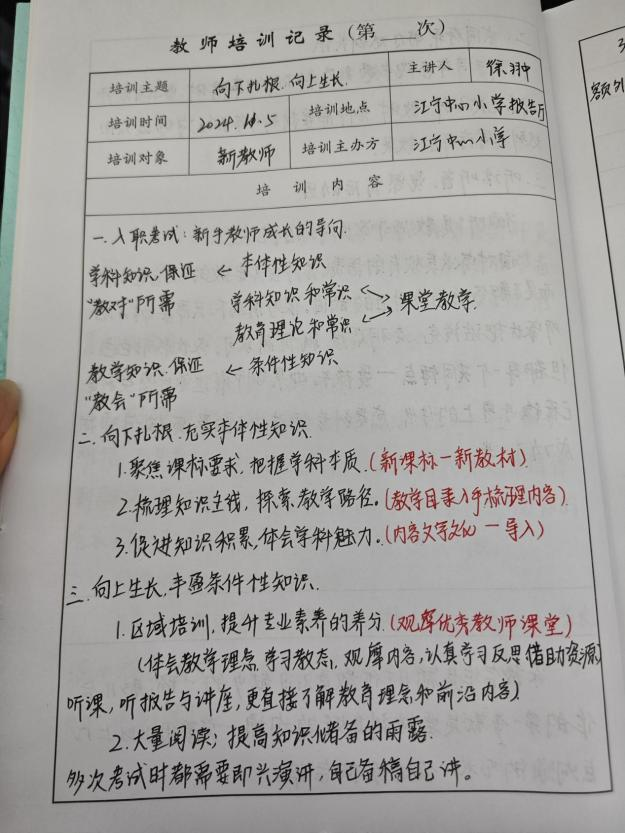 教师培训记录（第 次）
培训主题 向下扎根 向上生长 主讲人 徐翀
培训时间 2024.11.5 培训地点 江宁中心小学报告厅
培训对象 新教师 培训主办方 江宁中心小学
培训内容
一.入职考试：新手教师成长的导向.
学科知识.保证 ← 本体性知识
"教对"所需 学科知识和常识
课堂教学
教育理论和常识
教学知识.保证 ← 条件性知识
"教会"所需
二.向下扎根.充实本体性知识.
1.聚焦课标要求，把握学科本质.(新课标一新教材)
2.梳理知识主线，探索教学路径.(教学目录入手梳理内容)
3.促进知识积累，体会学科魅力.(内容文字文化一导入)
三.向上生长,丰盈条件性知识.
1.区域培训,提升专业素养的养分.(观摩优秀教师课堂)
(体会教学理念,学习教态,观摩内容,认真学习反思借助资源
听课,听报告与讲座,更直接了解教育理念和前沿内容)
2.大量阅读;提高知识储备的雨露.
多次考试时都需要即兴演讲,自己备稿自己讲。
额外